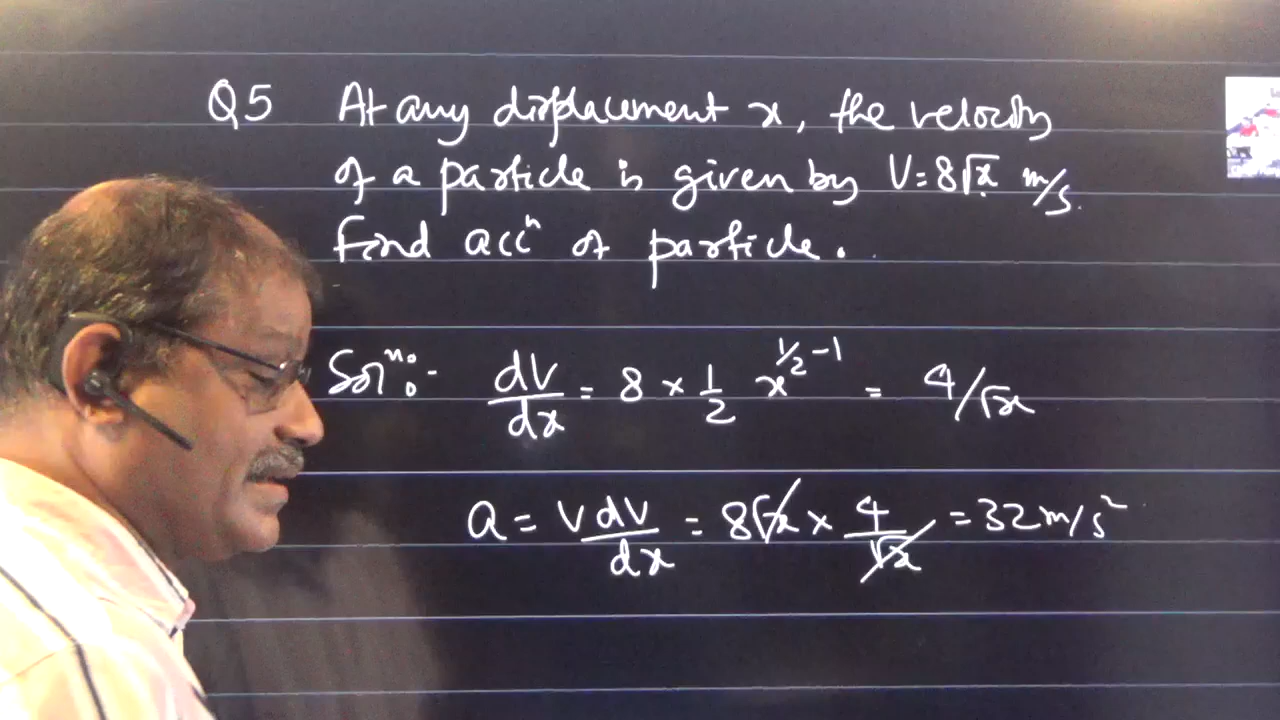 Q5 At any displacement x, the velocity
of a particle is given by V=8√x m/s.
Find accⁿ of particle.
Solⁿ:- dV/dx = 8 × 1/2 x^(1/2-1) = 4/√x
a = V dV/dx = 8√x × 4/√x = 32 m/s²